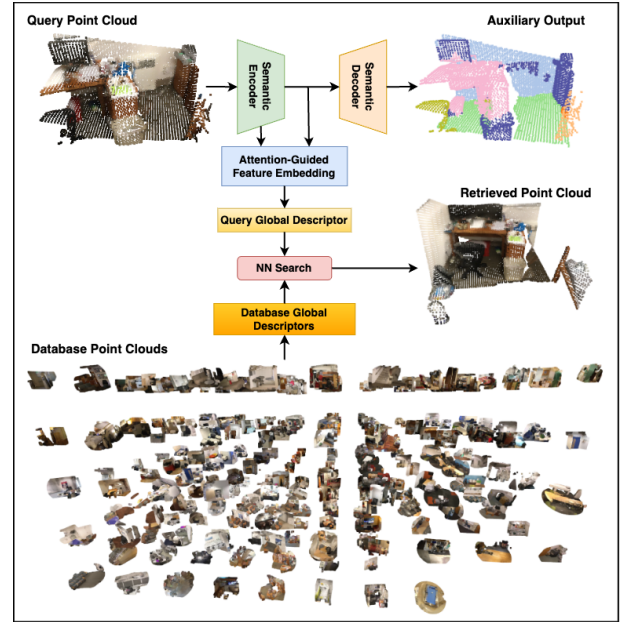 Query Point Cloud
Auxiliary Output
Semantic
Encoder
Semantic
Decoder
Attention-Guided
Feature Embedding
Retrieved Point Cloud
Query Global Descriptor
NN Search
Database Global
Descriptors
Database Point Clouds